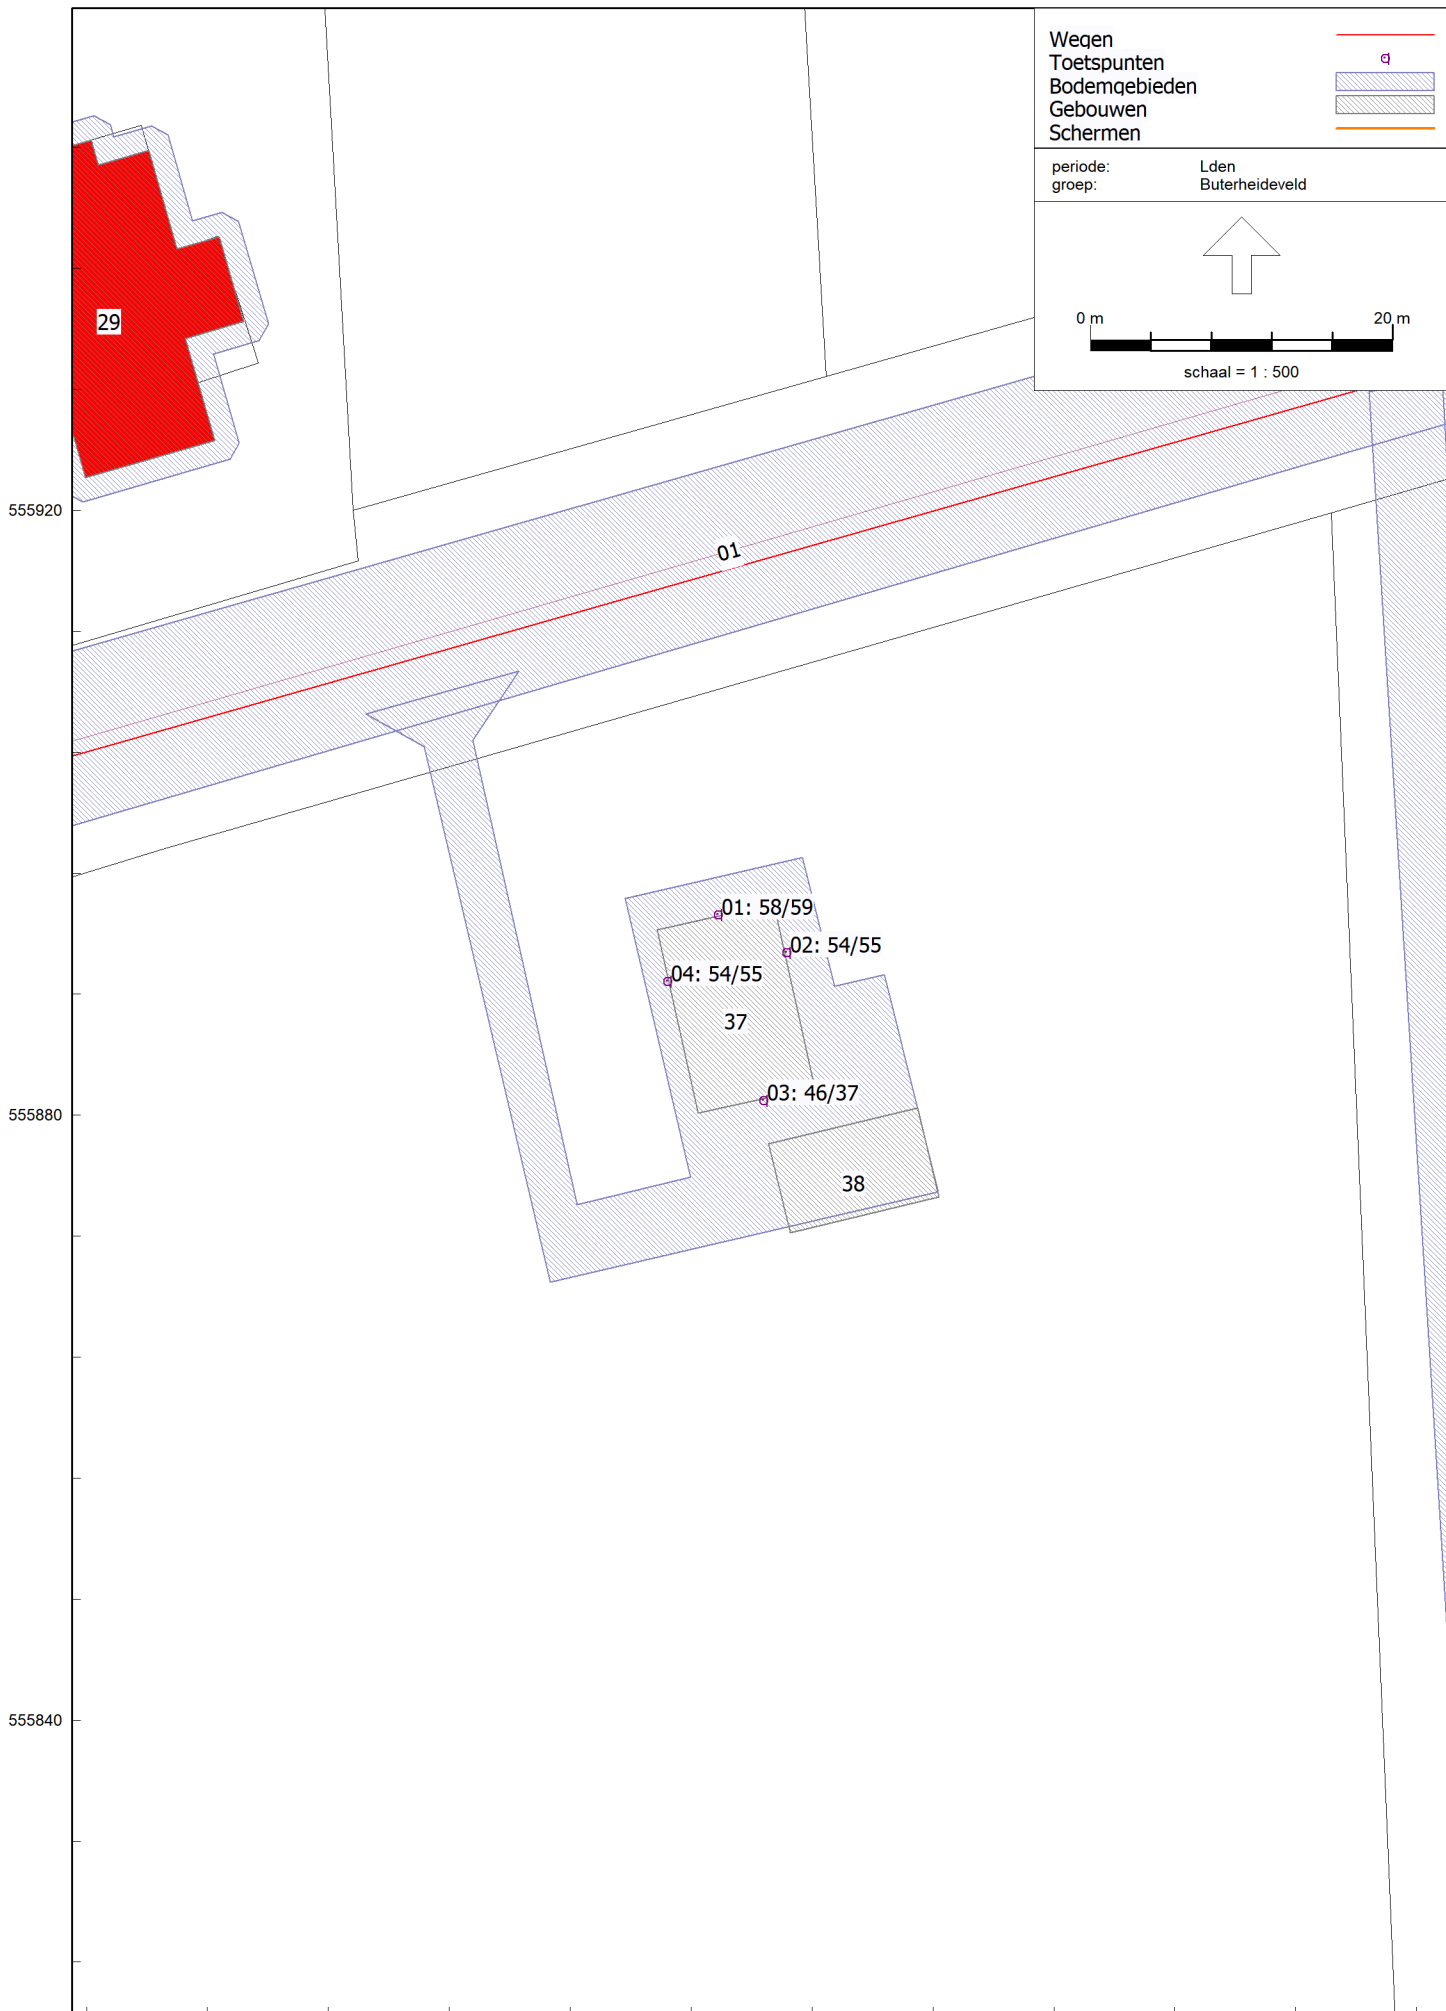 Wegen
Toetspunten
Bodemgebieden
Gebouwen
Schermen
periode: Lden
groep: Buterheideveld
0 m 20 m
schaal = 1 : 500
29
555920
01
01: 58/59
02: 54/55
04: 54/55
37
03: 46/37
555880
38
555840